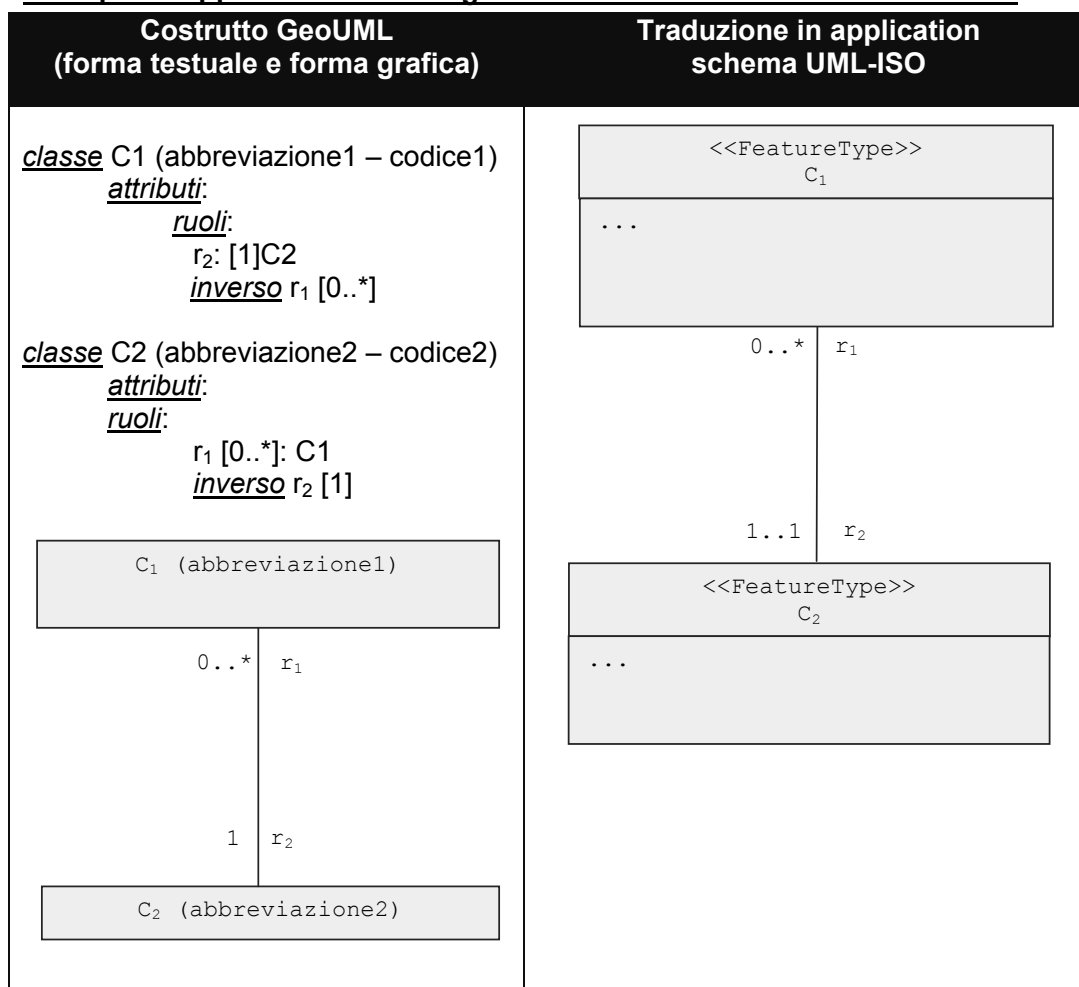 Costrutto GeoUML
(forma testuale e forma grafica)
Traduzione in application
schema UML-ISO
classe C1 (abbreviazione1 – codice1)
attributi:
ruoli:
r₂: [1]C2
inverso r₁ [0..*]
classe C2 (abbreviazione2 – codice2)
attributi:
ruoli:
r₁ [0..*]: C1
inverso r₂ [1]
C₁ (abbreviazione1)
0..* r₁
1 r₂
C₂ (abbreviazione2)
<<FeatureType>>
C₁
...
0..* r₁
1..1 r₂
<<FeatureType>>
C₂
...